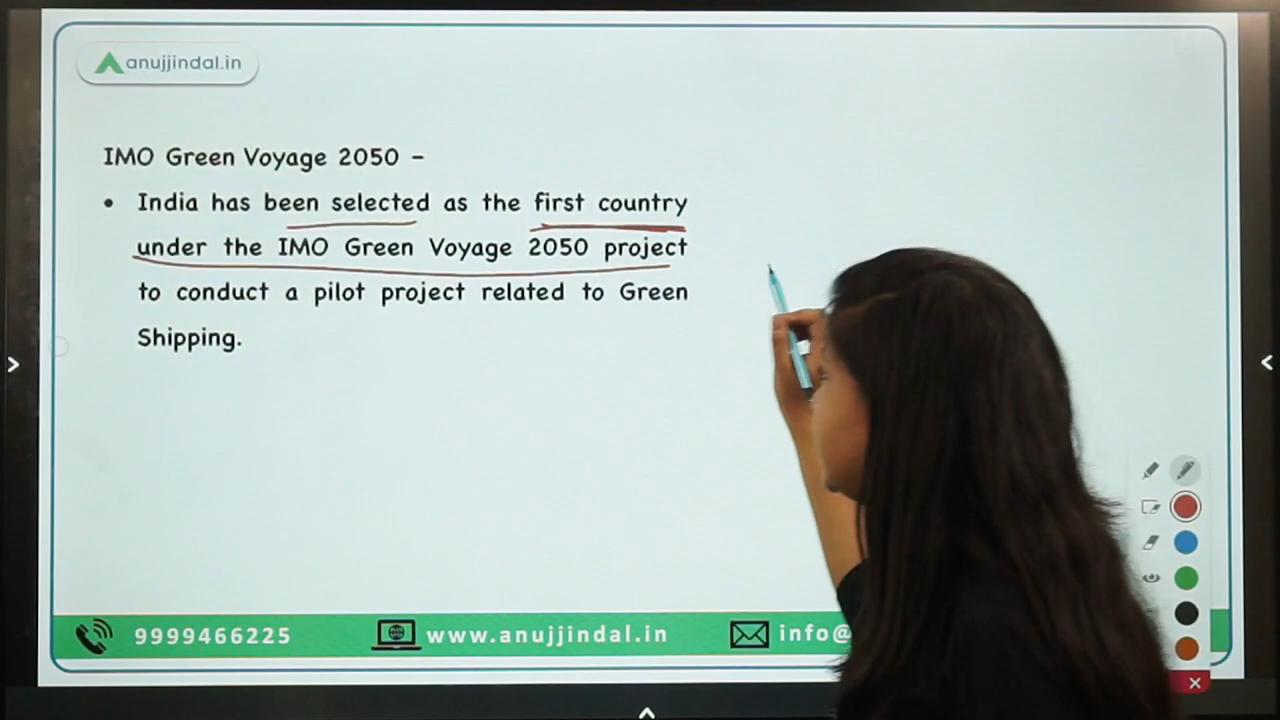 anujjindal.in
IMO Green Voyage 2050 -
• India has been selected as the first country
under the IMO Green Voyage 2050 project
to conduct a pilot project related to Green
Shipping.
9999466225
www.anujjindal.in
info@